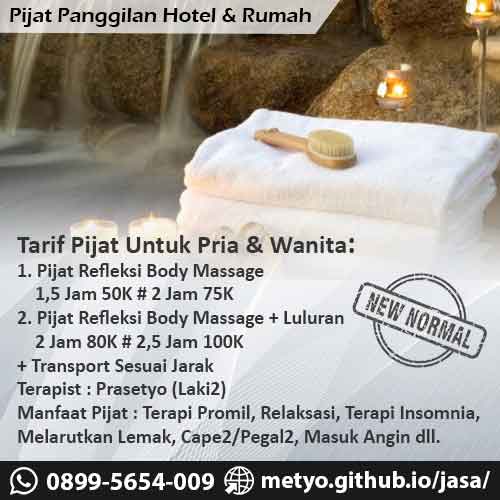 Pijat Panggilan Hotel & Rumah
Tarif Pijat Untuk Pria & Wanita:
1. Pijat Refleksi Body Massage
1,5 Jam 50K # 2 Jam 75K
2. Pijat Refleksi Body Massage + Luluran
2 Jam 80K # 2,5 Jam 100K
+ Transport Sesuai Jarak
Terapist : Prasetyo (Laki2)
Manfaat Pijat : Terapi Promil, Relaksasi, Terapi Insomnia,
Melarutkan Lemak, Cape2/Pegal2, Masuk Angin dll.
NEW NORMAL
0899-5654-009 metyo.github.io/jasa/